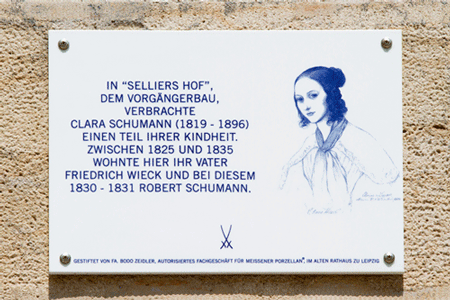 IN “SELLIERS HOF”,
DEM VORGÄNGERBAU,
VERBRACHTE
CLARA SCHUMANN (1819 - 1896)
EINEN TEIL IHRER KINDHEIT.
ZWISCHEN 1825 UND 1835
WOHNTE HIER IHR VATER
FRIEDRICH WIECK UND BEI DIESEM
1830 - 1831 ROBERT SCHUMANN.
GESTIFTET VON FA. BODO ZEIDLER, AUTORISIERTES FACHGESCHÄFT FÜR MEISSENER PORZELLAN®, IM ALTEN RATHAUS ZU LEIPZIG